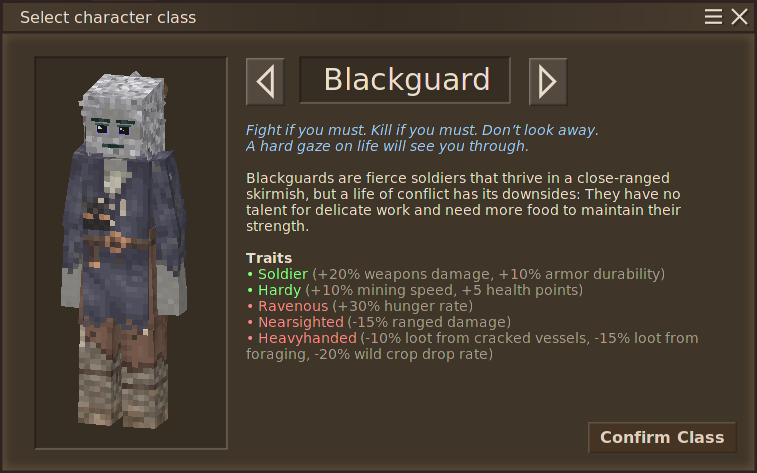 Select character class
Blackguard
Fight if you must. Kill if you must. Don't look away.
A hard gaze on life will see you through.
Blackguards are fierce soldiers that thrive in a close-ranged
skirmish, but a life of conflict has its downsides: They have no
talent for delicate work and need more food to maintain their
strength.
Traits
• Soldier (+20% weapons damage, +10% armor durability)
• Hardy (+10% mining speed, +5 health points)
• Ravenous (+30% hunger rate)
• Nearsighted (-15% ranged damage)
• Heavyhanded (-10% loot from cracked vessels, -15% loot from
foraging, -20% wild crop drop rate)
Confirm Class